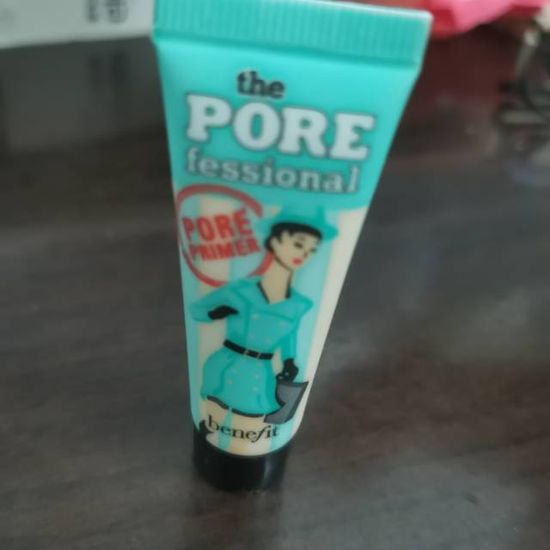 the
PORE
fessional
PORE
PRIMER
benefit